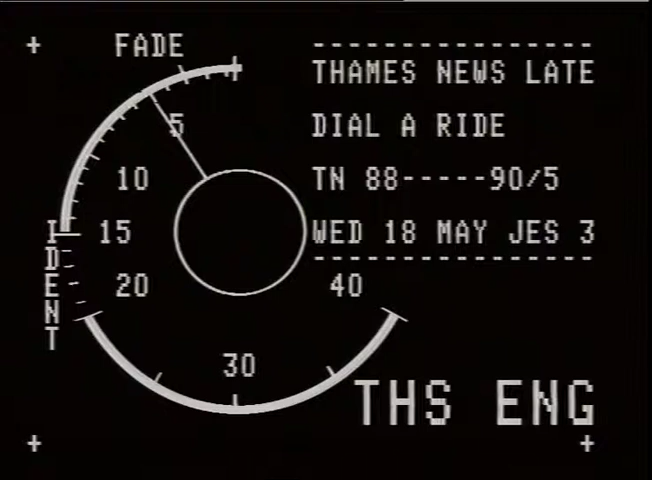 FADE
THAMES NEWS LATE
DIAL A RIDE
TN 88-----90/5
WED 18 MAY JES 3
5
10
15
20
30
40
IDENT
THS ENG